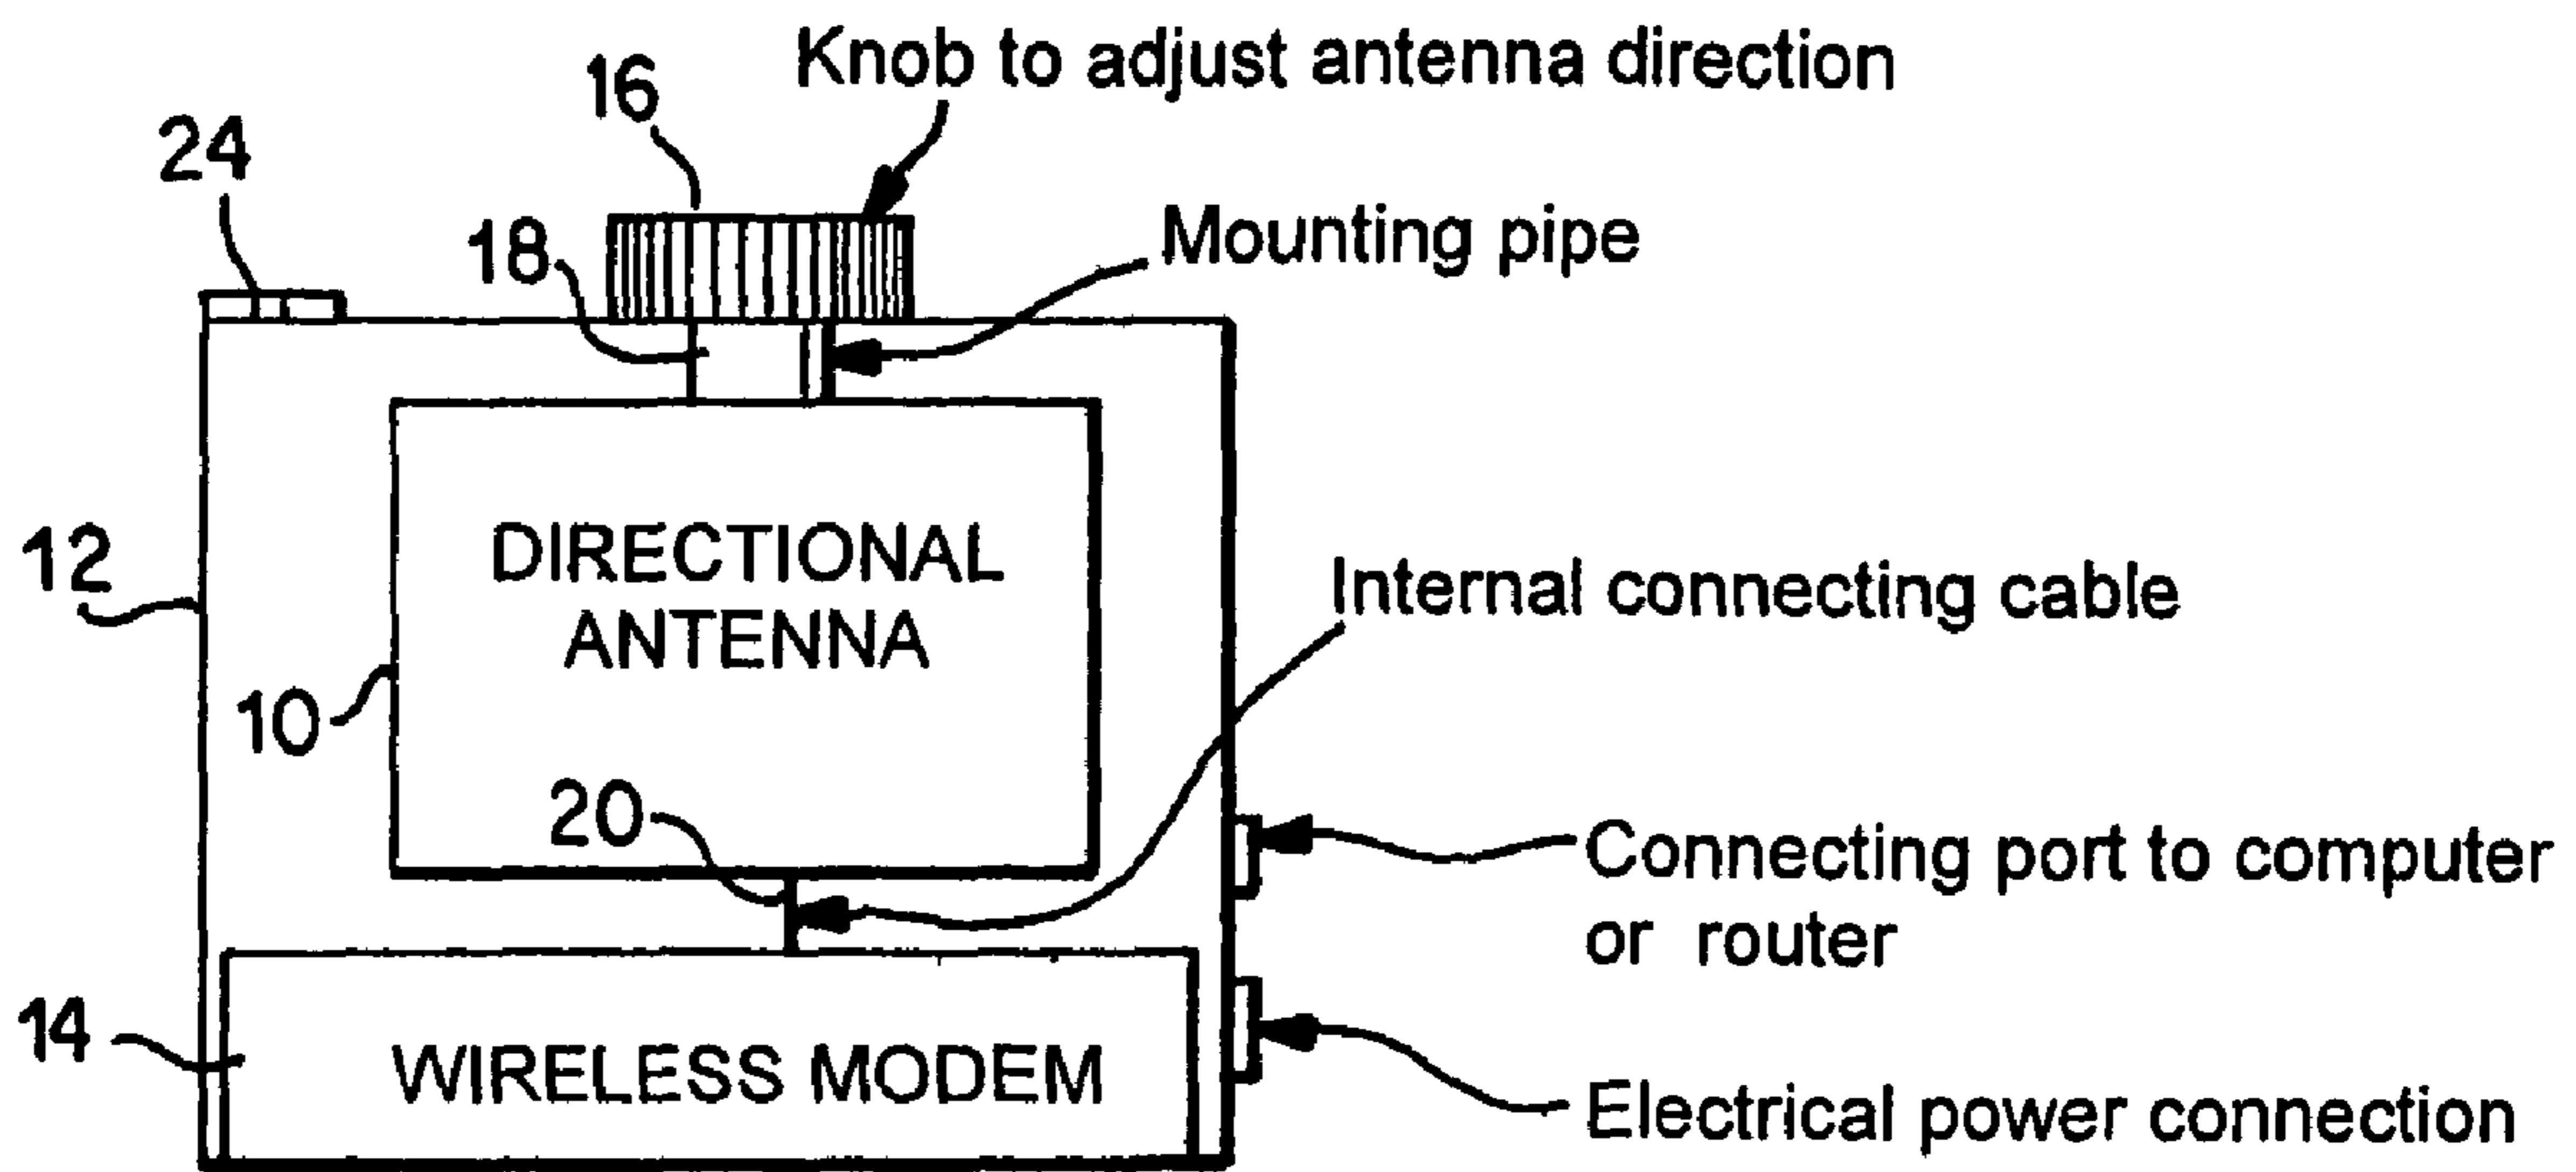 Knob to adjust antenna direction
16
24
18
Mounting pipe
DIRECTIONAL
ANTENNA
12
Internal connecting cable
10
20
Connecting port to computer
or router
14
WIRELESS MODEM
Electrical power connection